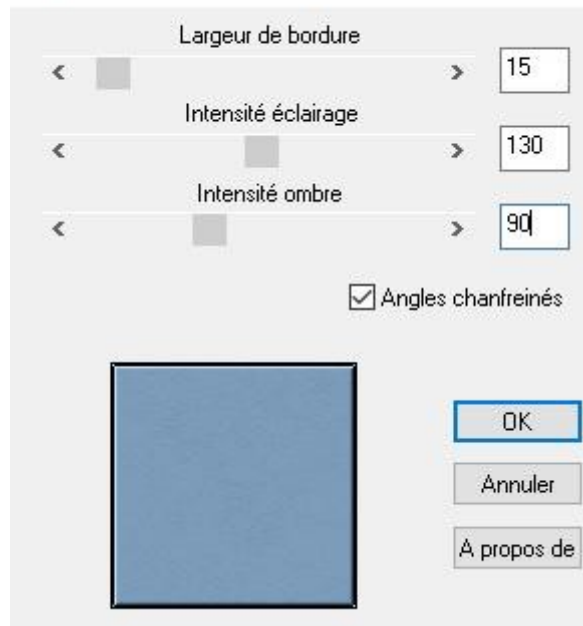 Largeur de bordure
< > 15
Intensité éclairage
< > 130
Intensité ombre
< > 90
Angles chanfreinés
OK
Annuler
A propos de